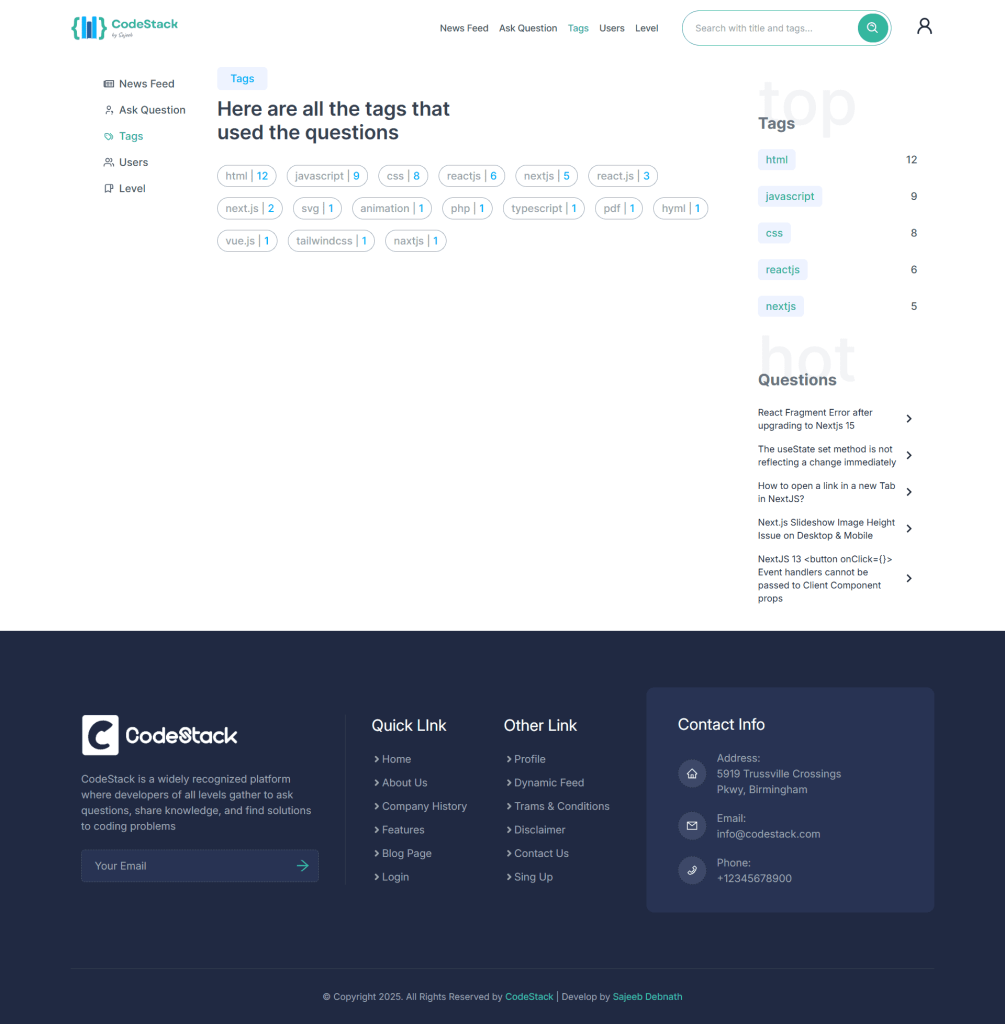 CodeStack
by Sajeeb
News Feed Ask Question Tags Users Level
Search with title and tags...
News Feed
Ask Question
Tags
Users
Level
Tags
Here are all the tags that
used the questions
html | 12 javascript | 9 css | 8 reactjs | 6 nextjs | 5 react.js | 3
next.js | 2 svg | 1 animation | 1 php | 1 typescript | 1 pdf | 1 hyml | 1
vue.js | 1 tailwindcss | 1 naxtjs | 1
top
Tags
html 12
javascript 9
css 8
reactjs 6
nextjs 5
hot
Questions
React Fragment Error after
upgrading to Nextjs 15
The useState set method is not
reflecting a change immediately
How to open a link in a new Tab
in NextJS?
Next.js Slideshow Image Height
Issue on Desktop & Mobile
NextJS 13 <button onClick={}>
Event handlers cannot be
passed to Client Component
props
CodeStack
CodeStack is a widely recognized platform
where developers of all levels gather to ask
questions, share knowledge, and find solutions
to coding problems
Your Email
Quick LInk
Home
About Us
Company History
Features
Blog Page
Login
Other Link
Profile
Dynamic Feed
Trams & Conditions
Disclaimer
Contact Us
Sing Up
Contact Info
Address:
5919 Trussville Crossings
Pkwy, Birmingham
Email:
info@codestack.com
Phone:
+12345678900
© Copyright 2025. All Rights Reserved by CodeStack | Develop by Sajeeb Debnath